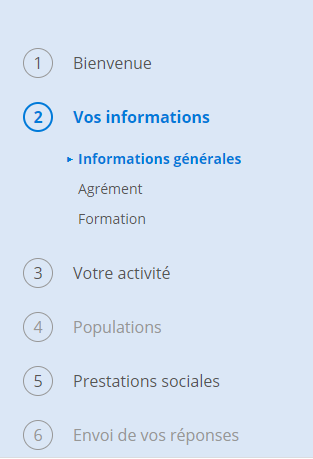 1 Bienvenue
2 Vos informations
Informations générales
Agrément
Formation
3 Votre activité
4 Populations
5 Prestations sociales
6 Envoi de vos réponses